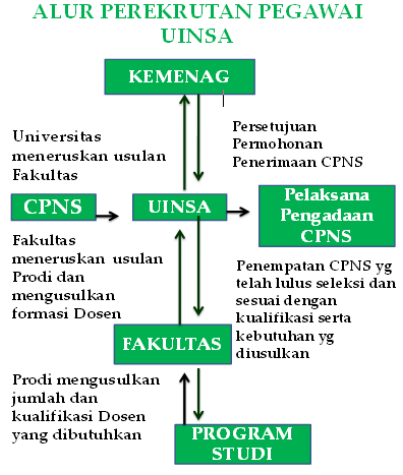 ALUR PEREKRUTAN PEGAWAI
UINSA
KEMENAG
Universitas
meneruskan usulan
Fakultas
Persetujuan
Permohonan
Penerimaan CPNS
CPNS
UINSA
Pelaksana
Pengadaan
CPNS
Fakultas
meneruskan usulan
Prodi dan
mengusulkan
formasi Dosen
Penempatan CPNS yg
telah lulus seleksi dan
sesuai dengan
kualifikasi serta
kebutuhan yg
diusulkan
FAKULTAS
Prodi mengusulkan
jumlah dan
kualifikasi Dosen
yang dibutuhkan
PROGRAM
STUDI